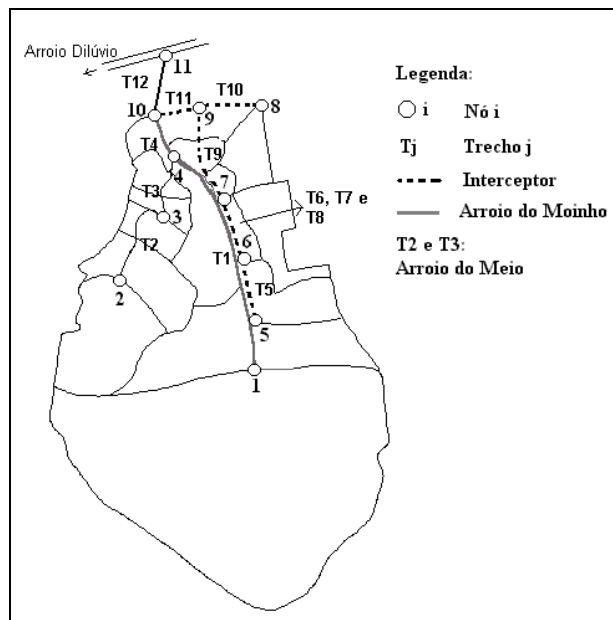 Arroio Dilúvio
11
T12
T10
T11
10
9
8
T4
4
T9
T3
7
3
T6, T7 e
T8
T2
6
T1
2
T5
5
1
Legenda:
i Nó i
Tj Trecho j
Interceptor
Arroio do Moinho
T2 e T3:
Arroio do Meio